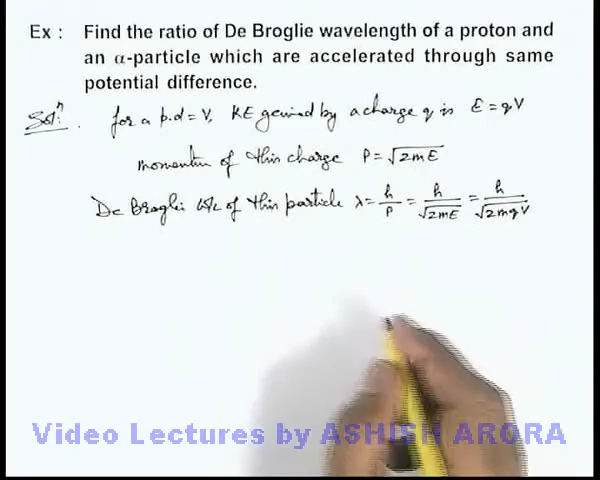 Ex : Find the ratio of De Broglie wavelength of a proton and
an α-particle which are accelerated through same
potential difference.
Solⁿ. for a p.d = V, KE gained by a charge q is E = qV
momentum of this charge P = √2mE
De Broglie w/L of this particle λ = h/P = h/√2mE = h/√2mqV
Video Lectures by ASHISH ARORA